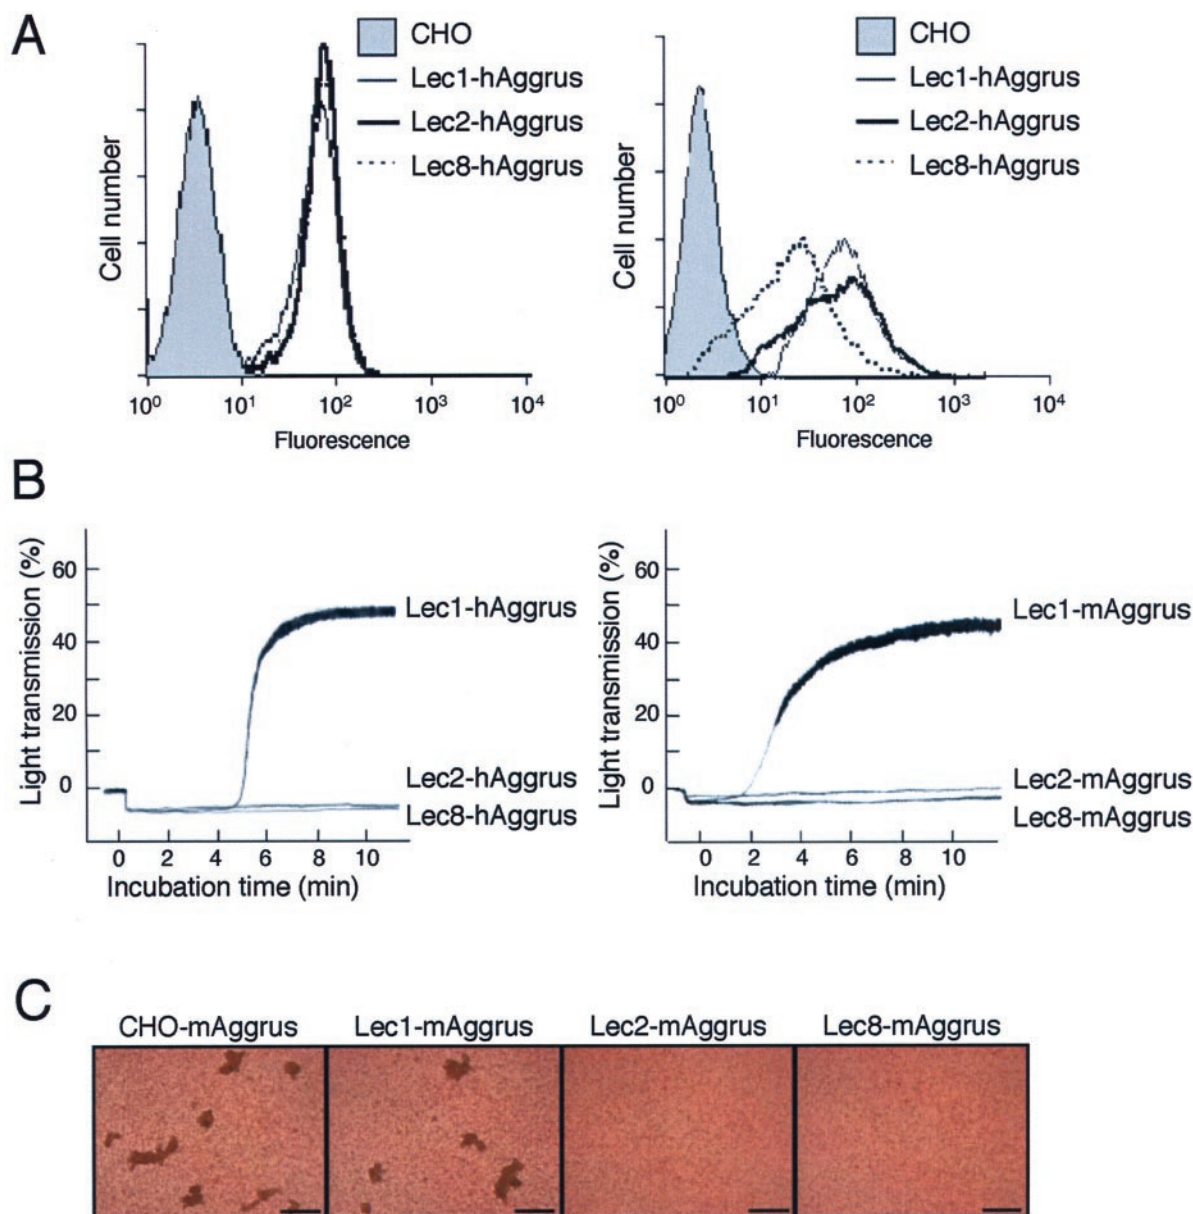 A
CHO
Lec1-hAggrus
Lec2-hAggrus
Lec8-hAggrus
Cell number
10⁰ 10¹ 10² 10³ 10⁴
Fluorescence
CHO
Lec1-hAggrus
Lec2-hAggrus
Lec8-hAggrus
Cell number
10⁰ 10¹ 10² 10³ 10⁴
Fluorescence
B
Light transmission (%)
60
40
20
0
Lec1-hAggrus
Lec2-hAggrus
Lec8-hAggrus
0 2 4 6 8 10
Incubation time (min)
Light transmission (%)
60
40
20
0
Lec1-mAggrus
Lec2-mAggrus
Lec8-mAggrus
0 2 4 6 8 10
Incubation time (min)
C
CHO-mAggrus Lec1-mAggrus Lec2-mAggrus Lec8-mAggrus